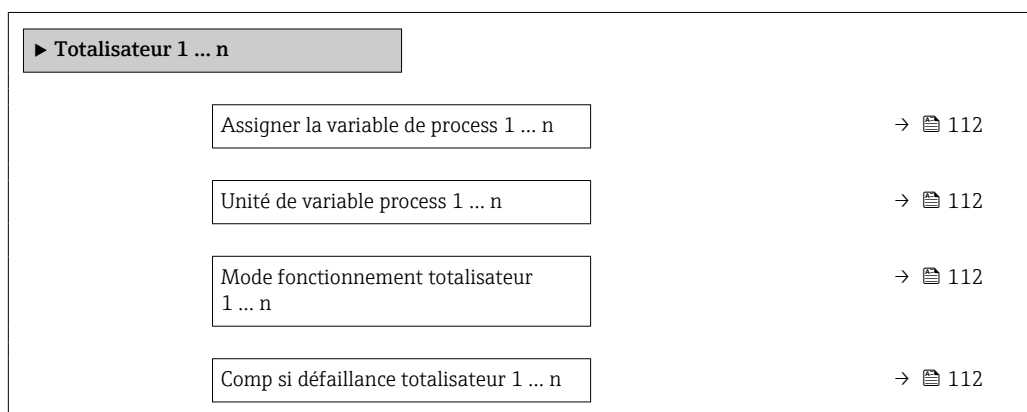 ▶ Totalisateur 1 … n
Assigner la variable de process 1 … n → 112
Unité de variable process 1 … n → 112
Mode fonctionnement totalisateur → 112
1 … n
Comp si défaillance totalisateur 1 … n → 112